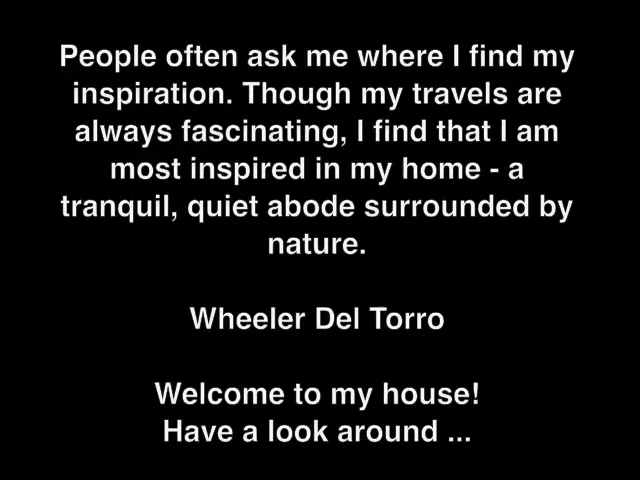 People often ask me where I find my
inspiration. Though my travels are
always fascinating, I find that I am
most inspired in my home - a
tranquil, quiet abode surrounded by
nature.
Wheeler Del Torro
Welcome to my house!
Have a look around ...